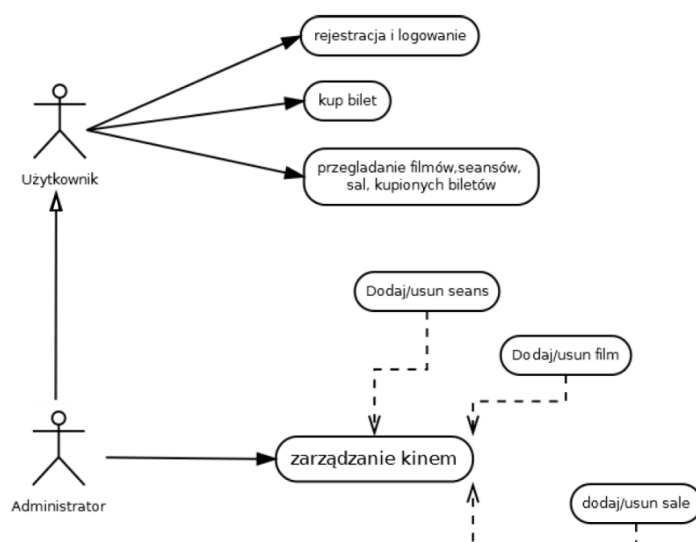 rejestracja i logowanie
kup bilet
Użytkownik
przegladanie filmów,seansów,
sal, kupionych biletów
Dodaj/usun seans
Dodaj/usun film
zarządzanie kinem
Administrator
dodaj/usun sale